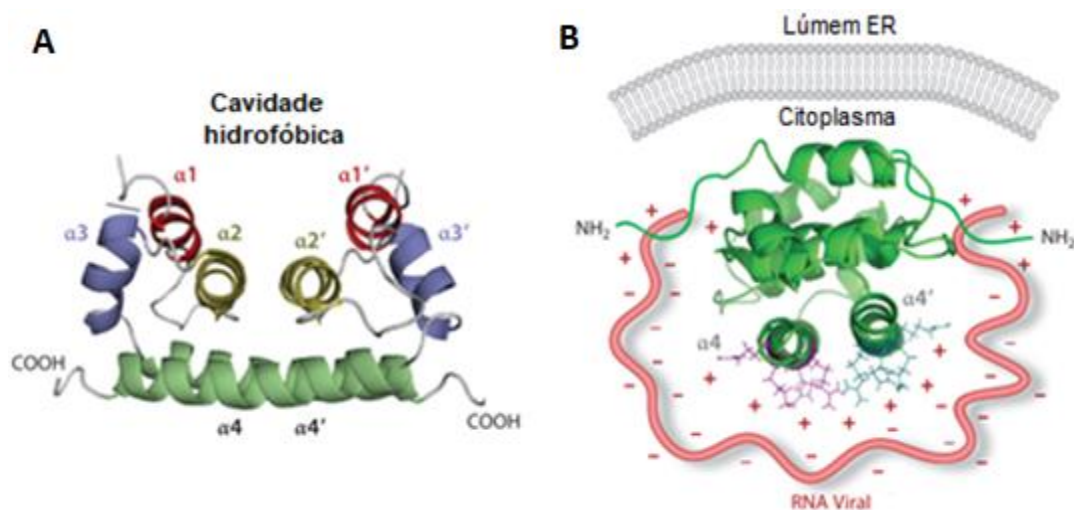 A
Cavidade
hidrofóbica
α1
α1'
α3
α2
α2'
α3'
COOH
COOH
α4
α4'
B
Lúmem ER
Citoplasma
NH2
NH2
α4'
α4
+
-
RNA Viral